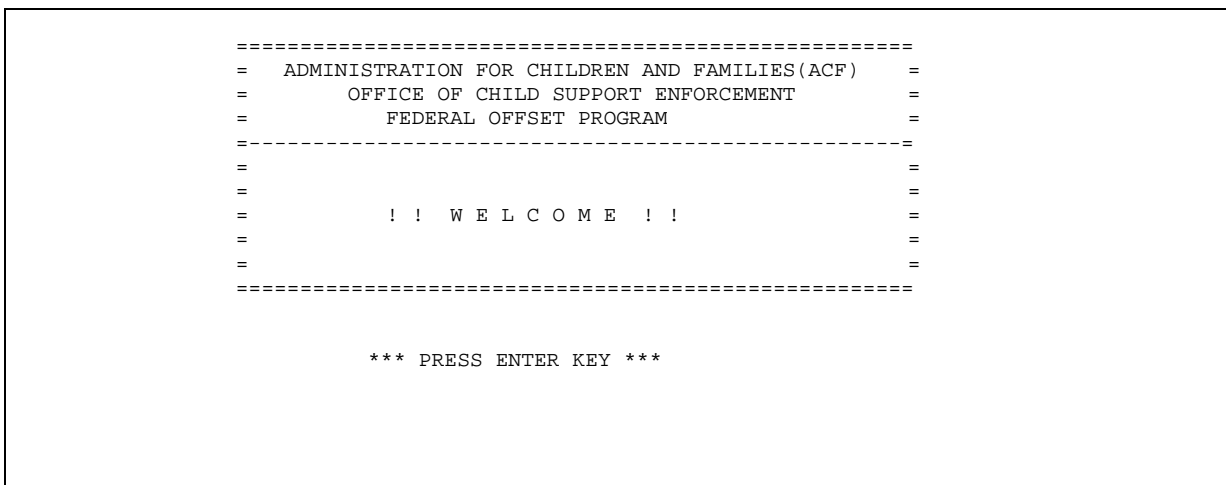 =====================================================
= ADMINISTRATION FOR CHILDREN AND FAMILIES(ACF) =
= OFFICE OF CHILD SUPPORT ENFORCEMENT =
= FEDERAL OFFSET PROGRAM =
=---------------------------------------------------=
= =
= =
= ! ! W E L C O M E ! ! =
= =
= =
=====================================================
*** PRESS ENTER KEY ***